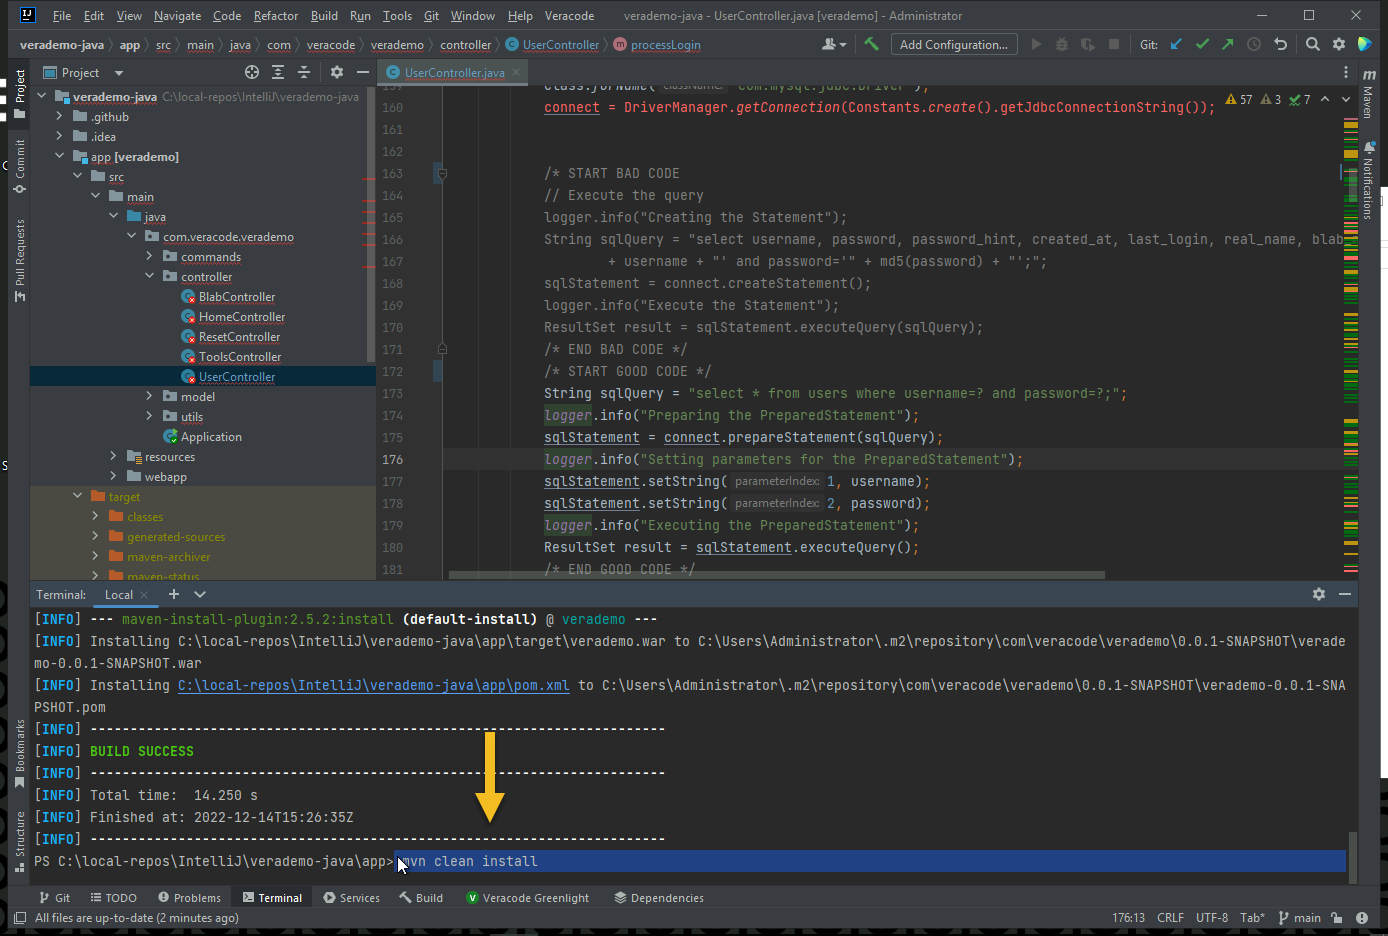 File Edit View Navigate Code Refactor Build Run Tools Git Window Help Veracode verademo-java - UserController.java [verademo] - Administrator
verademo-java app src main java com veracode verademo controller UserController processLogin Add Configuration... Git:
Project
UserController.java
verademo-java C:\local-repos\IntelliJ\verademo-java
.github
.idea
app [verademo]
src
main
java
com.veracode.verademo
commands
controller
BlabController
HomeController
ResetController
ToolsController
UserController
model
utils
Application
resources
webapp
target
classes
generated-sources
maven-archiver
maven-status
57 3 7
159 Class.forName( className: "com.mysql.jdbc.Driver");
160 connect = DriverManager.getConnection(Constants.create().getJdbcConnectionString());
161
162
163 /* START BAD CODE
164 // Execute the query
165 logger.info("Creating the Statement");
166 String sqlQuery = "select username, password, password_hint, created_at, last_login, real_name, blab
167 + username + "' and password='" + md5(password) + "';";
168 sqlStatement = connect.createStatement();
169 logger.info("Execute the Statement");
170 ResultSet result = sqlStatement.executeQuery(sqlQuery);
171 /* END BAD CODE */
172 /* START GOOD CODE */
173 String sqlQuery = "select * from users where username=? and password=?;";
174 logger.info("Preparing the PreparedStatement");
175 sqlStatement = connect.prepareStatement(sqlQuery);
176 logger.info("Setting parameters for the PreparedStatement");
177 sqlStatement.setString( parameterIndex: 1, username);
178 sqlStatement.setString( parameterIndex: 2, password);
179 logger.info("Executing the PreparedStatement");
180 ResultSet result = sqlStatement.executeQuery();
181 /* END GOOD CODE */
Project
Commit
Pull Requests
Bookmarks
Structure
m
Maven
Notifications
Terminal: Local
[INFO] --- maven-install-plugin:2.5.2:install (default-install) @ verademo ---
[INFO] Installing C:\local-repos\IntelliJ\verademo-java\app\target\verademo.war to C:\Users\Administrator\.m2\repository\com\veracode\verademo\0.0.1-SNAPSHOT\verade
mo-0.0.1-SNAPSHOT.war
[INFO] Installing C:\local-repos\IntelliJ\verademo-java\app\pom.xml to C:\Users\Administrator\.m2\repository\com\veracode\verademo\0.0.1-SNAPSHOT\verademo-0.0.1-SNA
PSHOT.pom
[INFO] ------------------------------------------------------------------------
[INFO] BUILD SUCCESS
[INFO] ------------------------------------------------------------------------
[INFO] Total time:  14.250 s
[INFO] Finished at: 2022-12-14T15:26:35Z
[INFO] ------------------------------------------------------------------------
PS C:\local-repos\IntelliJ\verademo-java\app> mvn clean install
Git TODO Problems Terminal Services Build Veracode Greenlight Dependencies
All files are up-to-date (2 minutes ago) 176:13 CRLF UTF-8 Tab* main